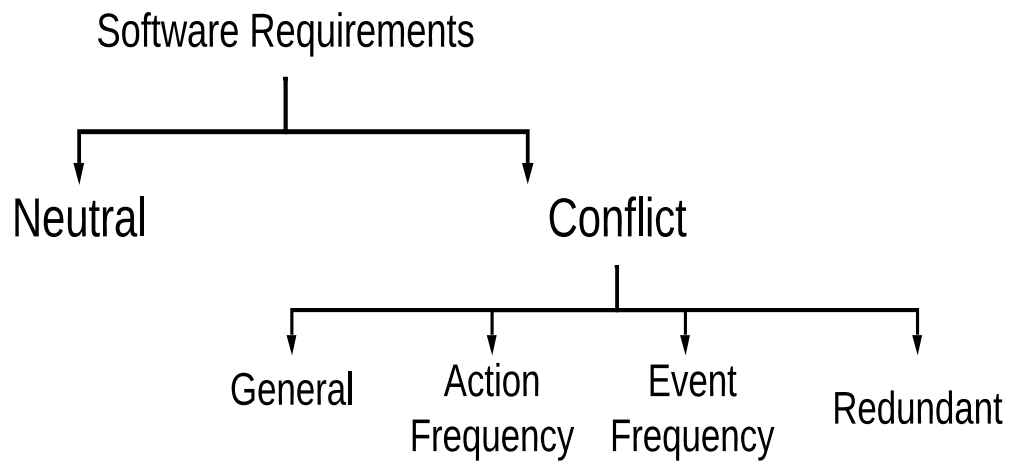 Software Requirements
Neutral
Conflict
General
Action
Frequency
Event
Frequency
Redundant